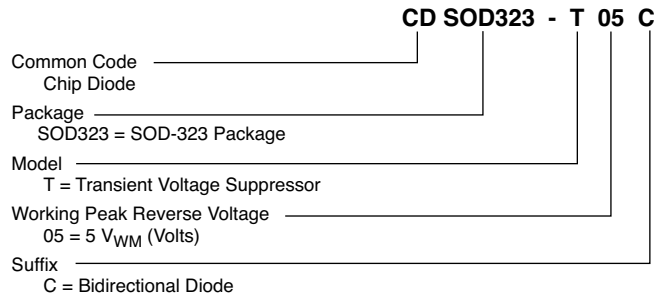 CD SOD323 - T 05 C
Common Code
Chip Diode
Package
SOD323 = SOD-323 Package
Model
T = Transient Voltage Suppressor
Working Peak Reverse Voltage
05 = 5 VWM (Volts)
Suffix
C = Bidirectional Diode